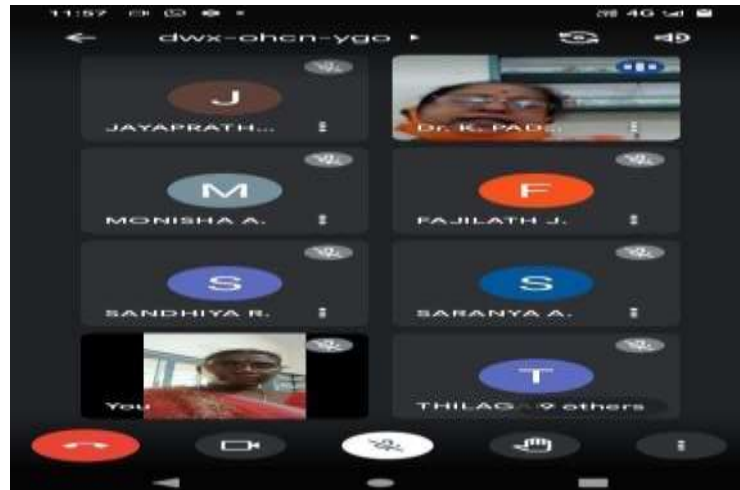 11:57 4G
dwx-ohcn-ygo
J
JAYAPRATH...
Dr. K. PAD...
M
MONISHA A.
F
FAJILATH J.
S
SANDHIYA R.
S
SARANYA A.
You
T
THILAG 9 others